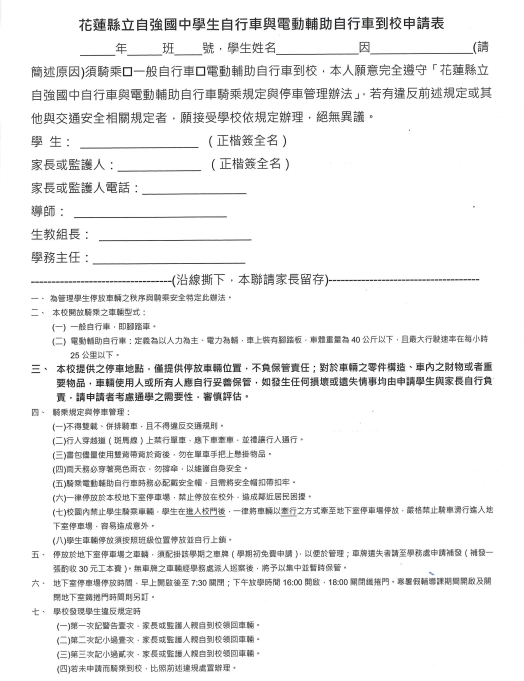 花蓮縣立自強國中學生自行車與電動輔助自行車到校申請表
_____年_____班____號，學生姓名____________因______________(請
簡述原因)須騎乘□一般自行車□電動輔助自行車到校，本人願意完全遵守「花蓮縣立
自強國中自行車與電動輔助自行車騎乘規定與停車管理辦法」，若有違反前述規定或其
他與交通安全相關規定者，願接受學校依規定辦理，絕無異議。
學 生：________________（正楷簽全名）
家長或監護人：______________（正楷簽全名）
家長或監護人電話：______________
導師：____________________
生教組長：____________________
學務主任：____________________
-----------------------------------(沿線撕下，本聯請家長留存)-------------------------------------
一、 為管理學生停放車輛之秩序與騎乘安全特定此辦法。
二、 本校開放騎乘之車輛型式：
(一) 一般自行車，即腳踏車。
(二) 電動輔助自行車：定義為以人力為主，電力為輔，車上裝有腳踏板，車體重量為 40 公斤以下，且最大行駛速率在每小時
25 公里以下。
三、 本校提供之停車地點，僅提供停放車輛位置，不負保管責任；對於車輛之零件構造、車內之財物或者重
要物品，車輛使用人或所有人應自行妥善保管，如發生任何損壞或遺失情事均由申請學生與家長自行負
責，請申請者考慮通學之需要性，審慎評估。
四、 騎乘規定與停車管理：
(一)不得雙載、併排騎車，且不得違反交通規則。
(二)行人穿越道（斑馬線）上禁行單車，應下車牽車，並禮讓行人通行。
(三)書包儘量使用雙背帶背於背後，勿在單車手把上懸掛物品。
(四)雨天務必穿著亮色雨衣，勿撐傘，以維護自身安全。
(五)騎乘電動輔助自行車時務必配戴安全帽，且需將安全帽扣帶扣牢。
(六)一律停放於本校地下室停車場，禁止停放在校外，造成鄰近居民困擾。
(七)校園內禁止學生騎乘車輛，學生在進入校門後，一律將車輛以牽行之方式牽至地下室停車場停放，嚴格禁止騎車滑行進入地
下室停車場，容易造成意外。
(八)學生車輛停放須按照班級位置停放並自行上鎖。
五、 停放於地下室停車場之車輛，須配掛該學期之車牌（學期初免費申請），以便於管理；車牌遺失者請至學務處申請補發（補發一
張酌收 30 元工本費）。無車牌之車輛經學務處派人巡察後，將予以集中並暫時保管。
六、 地下室停車場停放時間，早上開啟後至 7:30 關閉；下午放學時間 16:00 開啟，18:00 關閉鐵捲門。寒暑假輔導課期間開啟及關
閉地下室鐵捲門時間則另訂。
七、 學校發現學生違反規定時
(一)第一次記警告壹次，家長或監護人親自到校領回車輛。
(二)第二次記小過壹次，家長或監護人親自到校領回車輛。
(三)第三次記小過貳次，家長或監護人親自到校領回車輛。
(四)若未申請而騎乘到校，比照前述違規處置辦理。